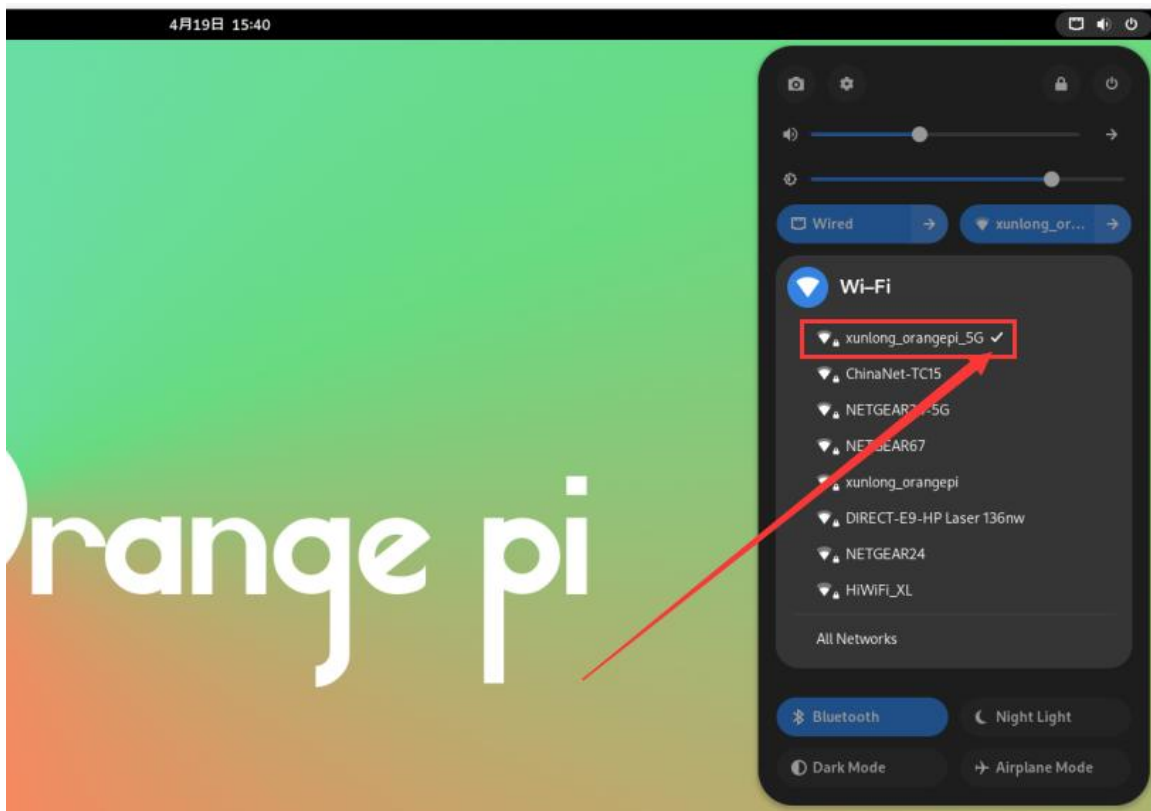 4月19日 15:40
Wired
xunlong_or...
Wi-Fi
xunlong_orangepi_5G
ChinaNet-TC15
NETGEAR67
xunlong_orangepi
DIRECT-E9-HP Laser 136nw
NETGEAR24
HiWiFi_XL
All Networks
range pi
Bluetooth
Night Light
Dark Mode
Airplane Mode